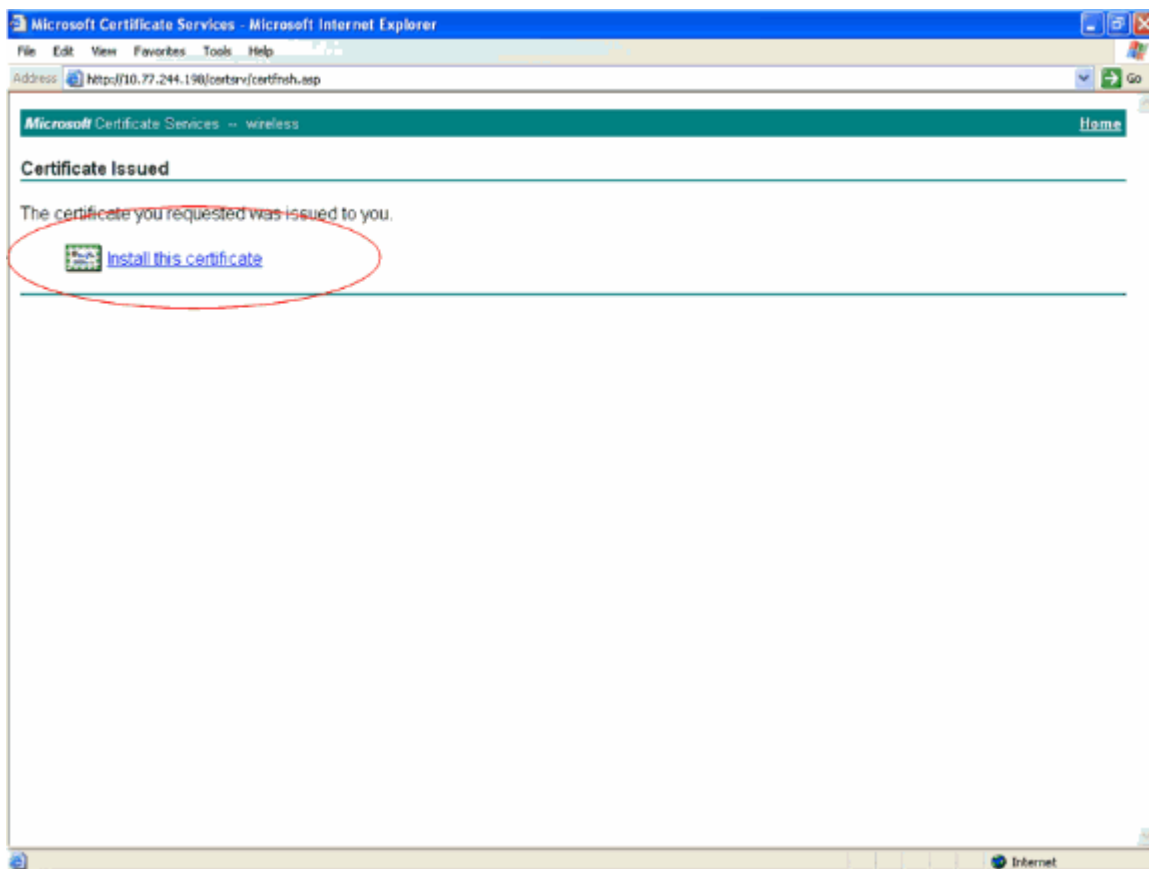 Microsoft Certificate Services - Microsoft Internet Explorer
File Edit View Favorites Tools Help
Address http://10.77.244.198/certsrv/certfnsh.asp Go
Microsoft Certificate Services -- wireless Home
Certificate Issued
The certificate you requested was issued to you.
Install this certificate
Internet